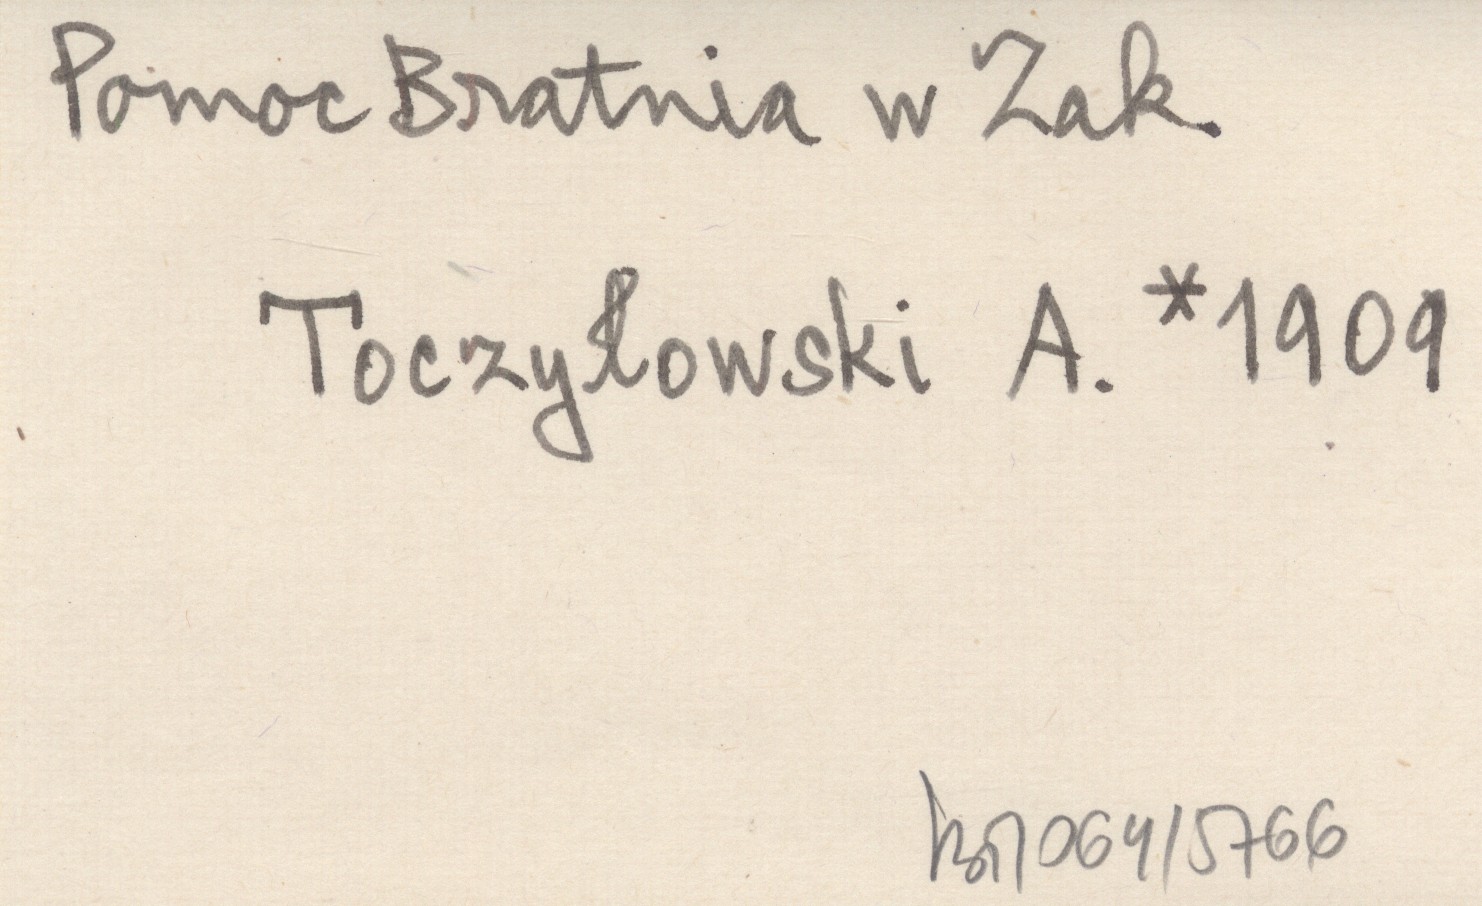 Pomoc Bratnia w Zak.
Toczyłowski A. *1909
064/5766